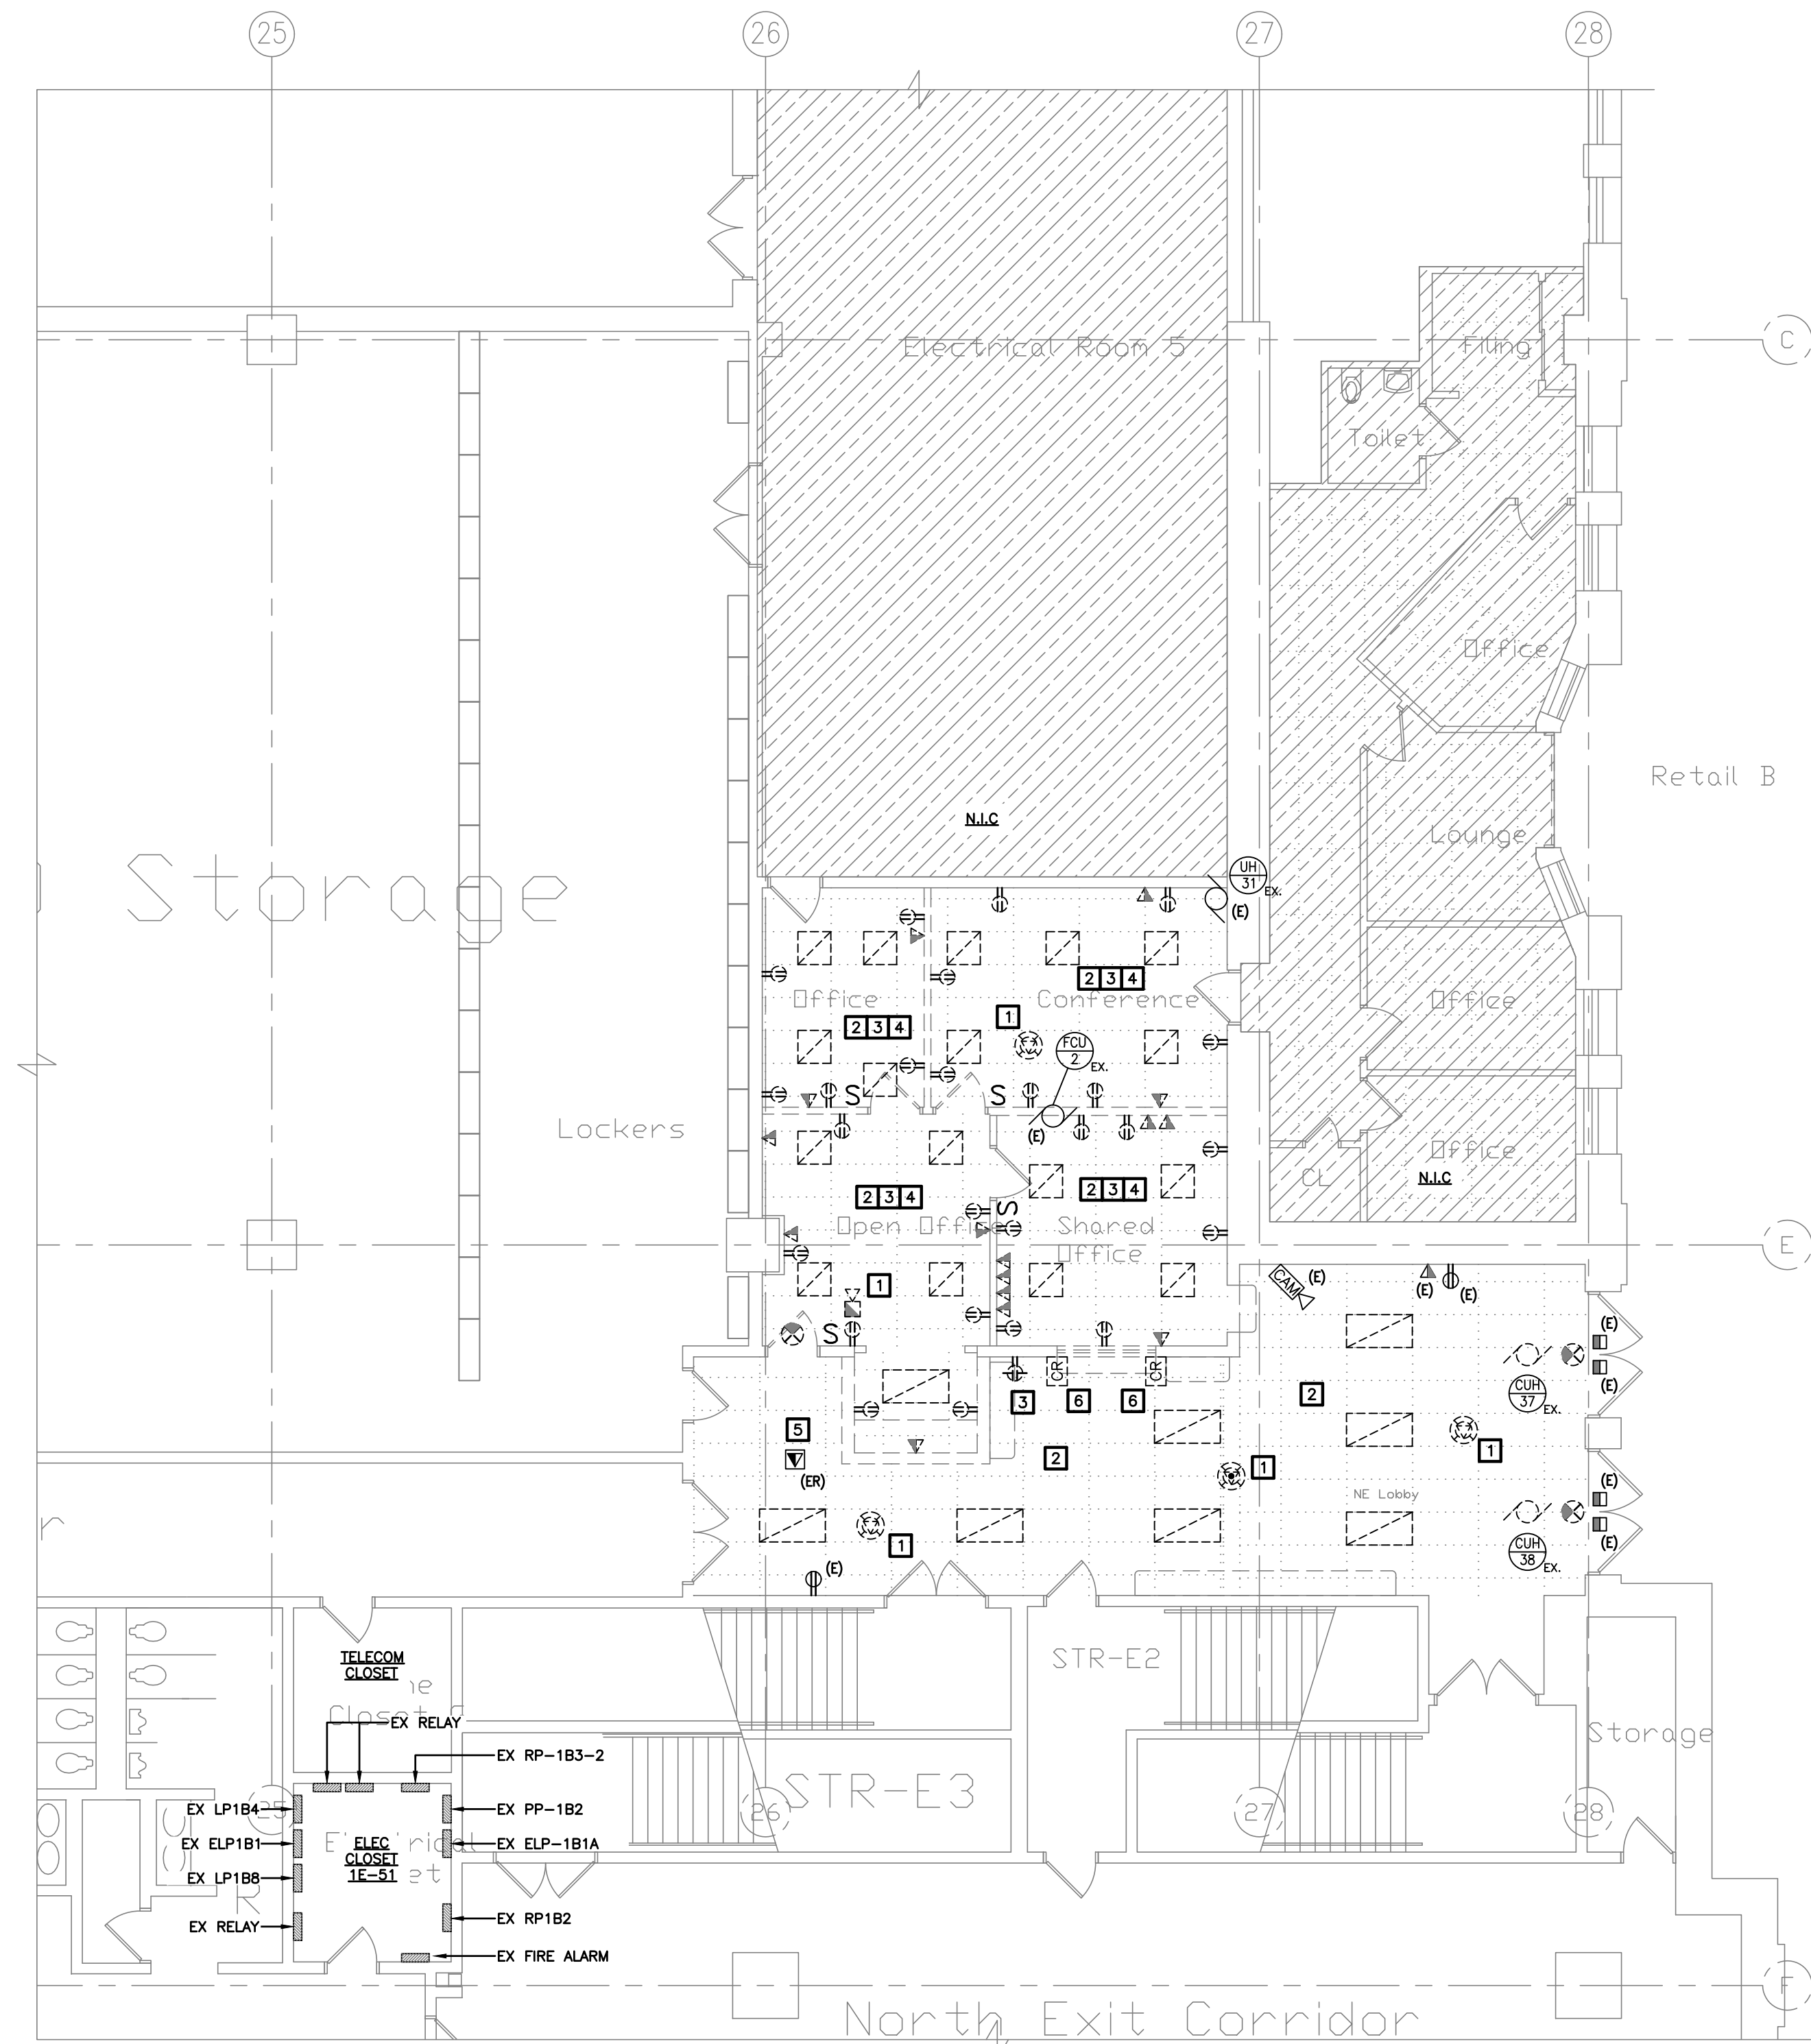 25
26
27
28
Electrical Room 5
C
Filing
Toilet
Office
Retail B
Lounge
N.I.C
Storage
UH
31
EX.
(E)
2 3 4
Office
Conference
Office
2 3 4
1
FCU
2
EX.
S
S
(E)
Lockers
Office
CL
N.I.C
2 3 4
2 3 4
S
Open Office
Shared
Office
E
1
CAM
(E)
(E)
(E)
(E)
S
CR
CR
(E)
3
6
6
2
CUH
37
EX.
5
2
1
1
(ER)
NE Lobby
(E)
r
1
(E)
CUH
38
EX.
(E)
TELECOM
CLOSET
Closet
STR-E2
EX RELAY
Storage
EX RP-1B3-2
STR-E3
EX LP1B4
25
EX PP-1B2
26
27
28
EX ELP1B1
ELEC
CLOSET
1E-51
EX ELP-1B1A
EX LP1B8
R
EX RELAY
EX RP1B2
EX FIRE ALARM
F
North Exit Corridor